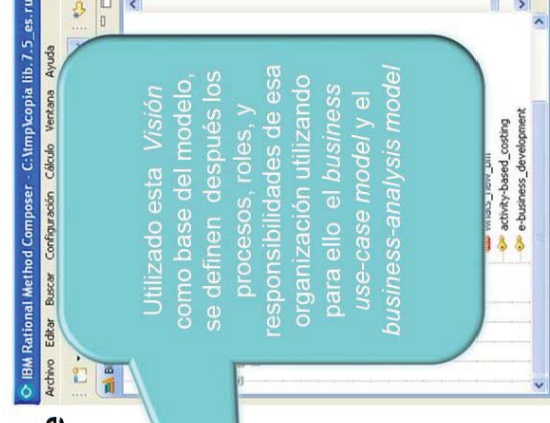 IBM Rational Method Composer - C:\tmp\copia lib.7.5_es.ru
Archivo Editar Buscar Configuración Cálculo Ventana Ayuda
e
Utilizado esta Visión
como base del modelo,
se definen después los
procesos, roles, y
responsibilidades de esa
organización utilizando
para ello el business
use-case model y el
business-analysis model
activity-based_costing
e-business_development